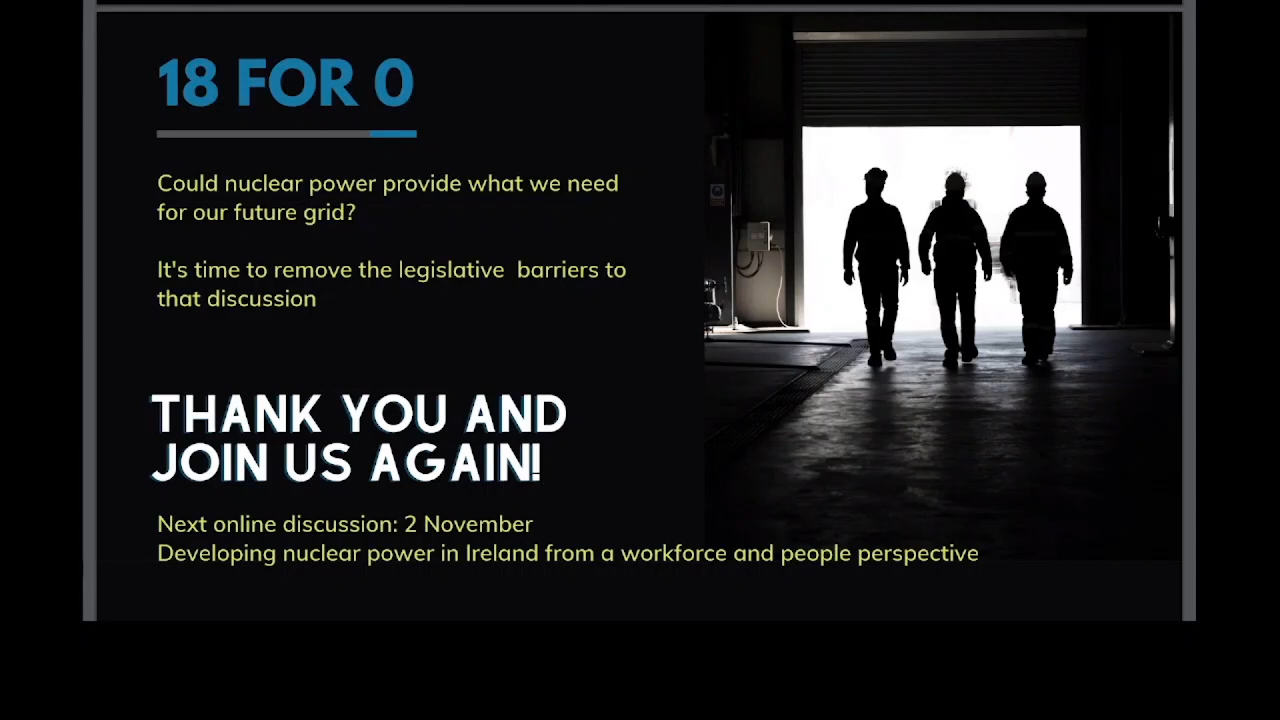 18 FOR 0
Could nuclear power provide what we need
for our future grid?
It's time to remove the legislative  barriers to
that discussion
THANK YOU AND
JOIN US AGAIN!
Next online discussion: 2 November
Developing nuclear power in Ireland from a workforce and people perspective